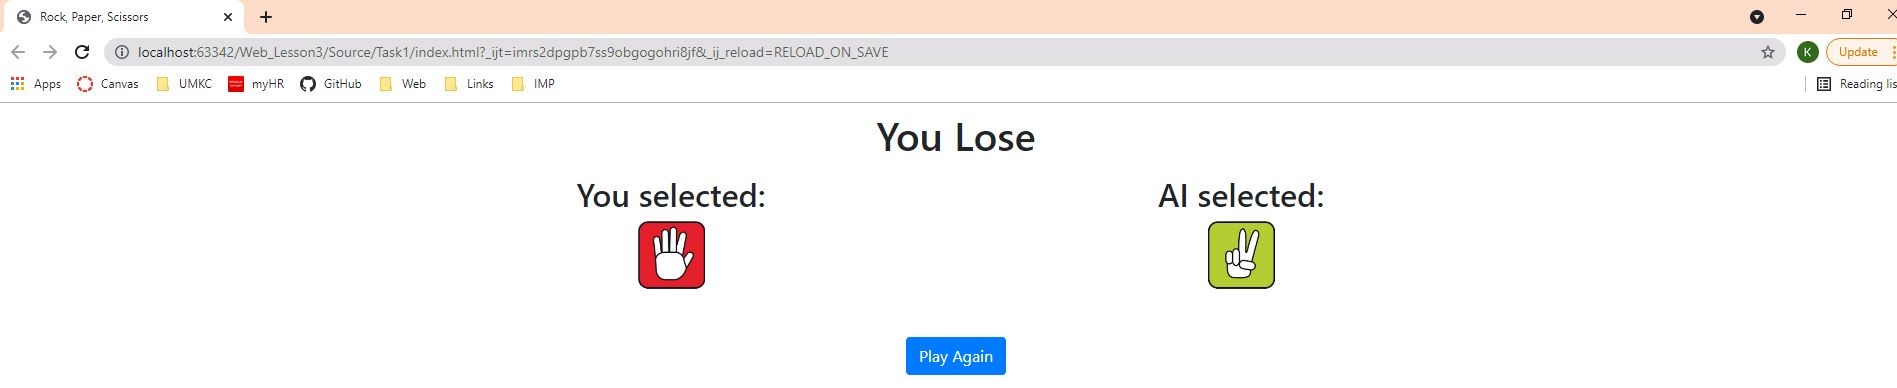 Rock, Paper, Scissors
localhost:63342/Web_Lesson3/Source/Task1/index.html?_ijt=imrs2dpgpb7ss9obgogohri8jf&_ij_reload=RELOAD_ON_SAVE
K
Update
Apps Canvas UMKC myHR GitHub Web Links IMP Reading lis
You Lose
You selected: AI selected:
Play Again